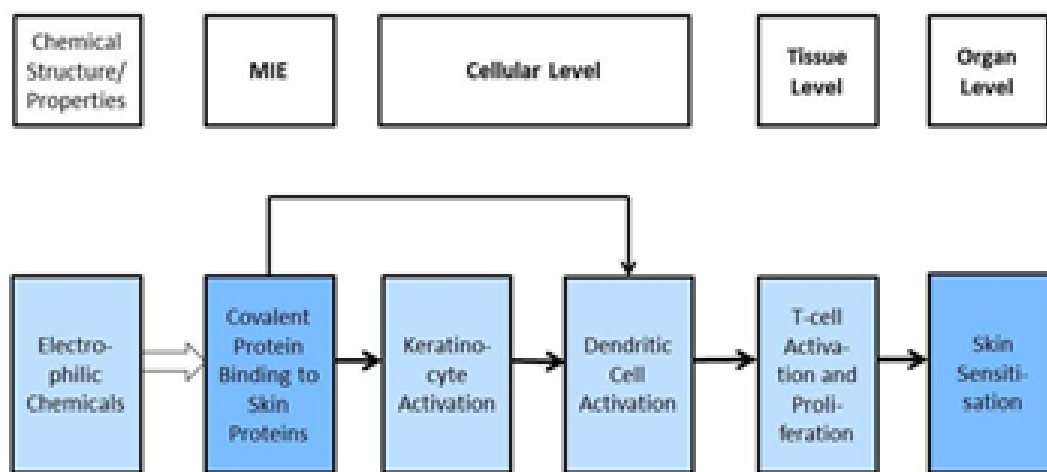 Chemical
Structure/
Properties
MIE
Cellular Level
Tissue
Level
Organ
Level
Electro-
philic
Chemicals
Covalent
Protein
Binding to
Skin
Proteins
Keratino-
cyte
Activation
Dendritic
Cell
Activation
T-cell
Activa-
tion and
Proli-
feration
Skin
Sensiti-
sation